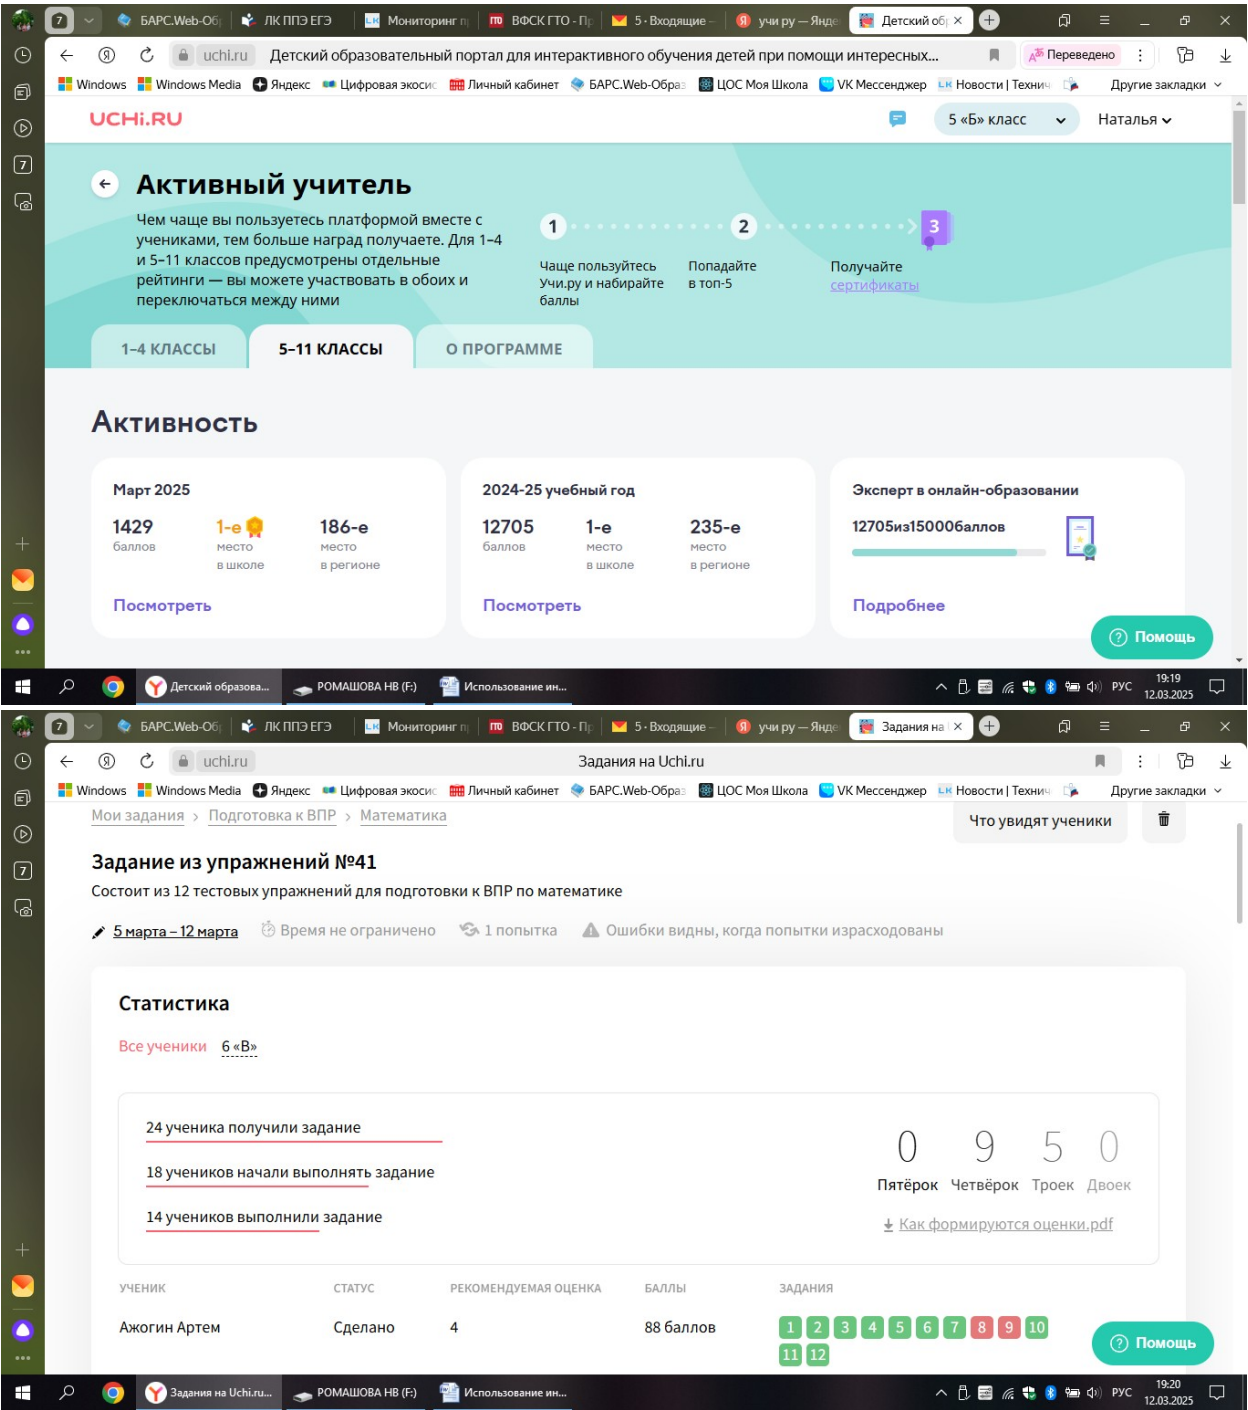 7 БАРС.Web-Об ЛК ППЭ ЕГЭ LK Мониторинг п ВФСК ГТО - Пр 5 · Входящие – учи ру — Янде Детский об
uchi.ru Детский образовательный портал для интерактивного обучения детей при помощи интересных... Переведено
Windows Windows Media Яндекс Цифровая экосис Личный кабинет БАРС.Web-Образ ЦОС Моя Школа VK Мессенджер LK Новости | Технич Другие закладки
UCHi.RU 5 «Б» класс Наталья
7
Активный учитель
Чем чаще вы пользуетесь платформой вместе с
учениками, тем больше наград получаете. Для 1–4
и 5–11 классов предусмотрены отдельные
рейтинги — вы можете участвовать в обоих и
переключаться между ними
1 2 3
Чаще пользуйтесь
Учи.ру и набирайте
баллы
Попадайте
в топ-5
Получайте
сертификаты
1–4 КЛАССЫ 5–11 КЛАССЫ О ПРОГРАММЕ
Активность
Март 2025
1429 1-е 186-е
баллов место место
в школе в регионе
Посмотреть
2024-25 учебный год
12705 1-е 235-е
баллов место место
в школе в регионе
Посмотреть
Эксперт в онлайн-образовании
12705из15000баллов
Подробнее
Помощь
Детский образова... РОМАШОВА НВ (F:) Использование ин... РУС 19:19
12.03.2025
7 БАРС.Web-Об ЛК ППЭ ЕГЭ LK Мониторинг п ВФСК ГТО - Пр 5 · Входящие – учи ру — Янде Задания на
uchi.ru Задания на Uchi.ru
Windows Windows Media Яндекс Цифровая экосис Личный кабинет БАРС.Web-Образ ЦОС Моя Школа VK Мессенджер LK Новости | Технич Другие закладки
Мои задания > Подготовка к ВПР > Математика Что увидят ученики
7
Задание из упражнений №41
Состоит из 12 тестовых упражнений для подготовки к ВПР по математике
5 марта – 12 марта Время не ограничено 1 попытка Ошибки видны, когда попытки израсходованы
Статистика
Все ученики 6 «В»
24 ученика получили задание
18 учеников начали выполнять задание
14 учеников выполнили задание
0 9 5 0
Пятёрок Четвёрок Троек Двоек
Как формируются оценки.pdf
УЧЕНИК СТАТУС РЕКОМЕНДУЕМАЯ ОЦЕНКА БАЛЛЫ ЗАДАНИЯ
Ажогин Артем Сделано 4 88 баллов 1 2 3 4 5 6 7 8 9 10
11 12
Помощь
Задания на Uchi.ru... РОМАШОВА НВ (F:) Использование ин... РУС 19:20
12.03.2025